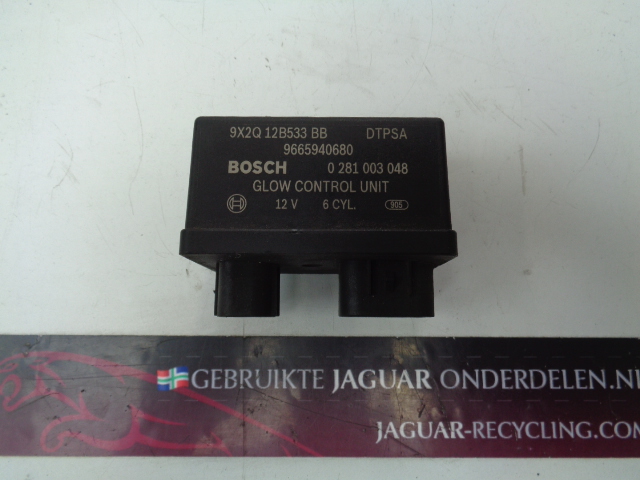 9X2Q 12B533 BB DTPSA
9665940680
BOSCH 0 281 003 048
GLOW CONTROL UNIT
12 V 6 CYL. 905
GEBRUIKTE JAGUAR ONDERDELEN.N
JAGUAR-RECYCLING.COM